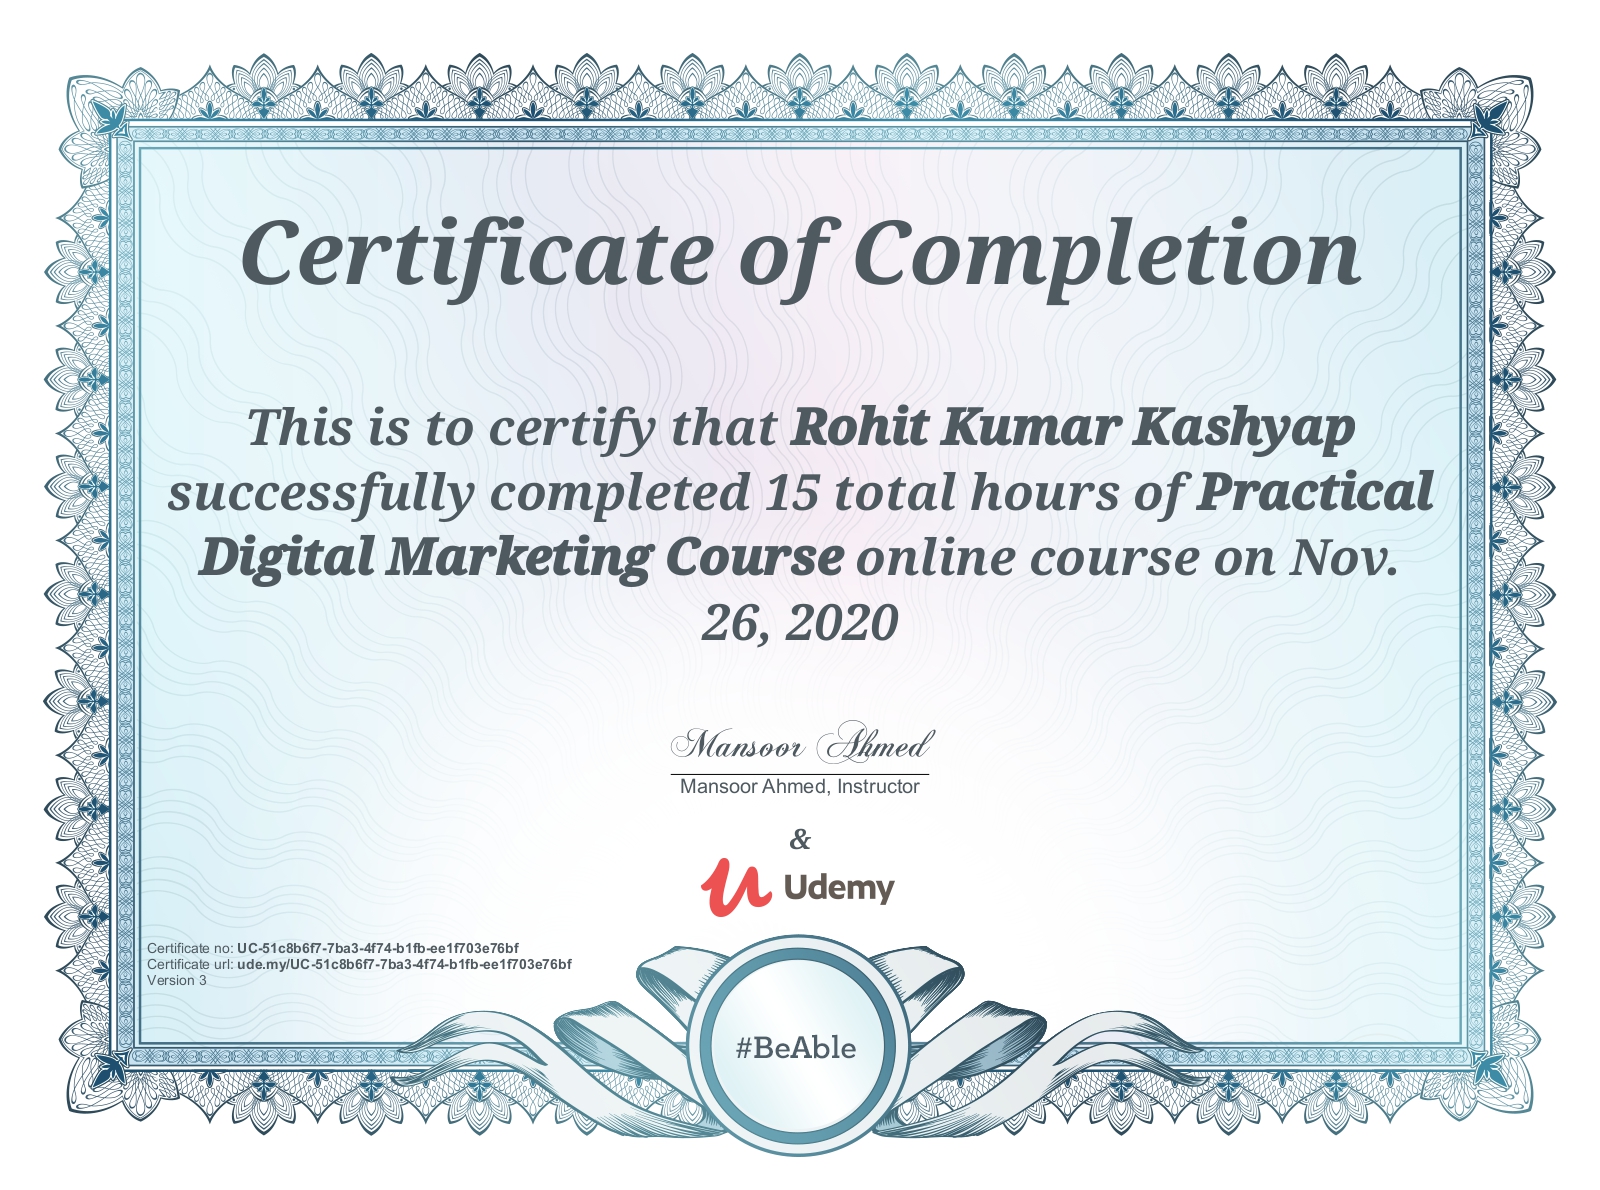 Certificate of Completion
This is to certify that Rohit Kumar Kashyap
successfully completed 15 total hours of Practical
Digital Marketing Course online course on Nov.
26, 2020
Mansoor Ahmed
Mansoor Ahmed, Instructor
&
Udemy
Certificate no: UC-51c8b6f7-7ba3-4f74-b1fb-ee1f703e76bf
Certificate url: ude.my/UC-51c8b6f7-7ba3-4f74-b1fb-ee1f703e76bf
Version 3
#BeAble